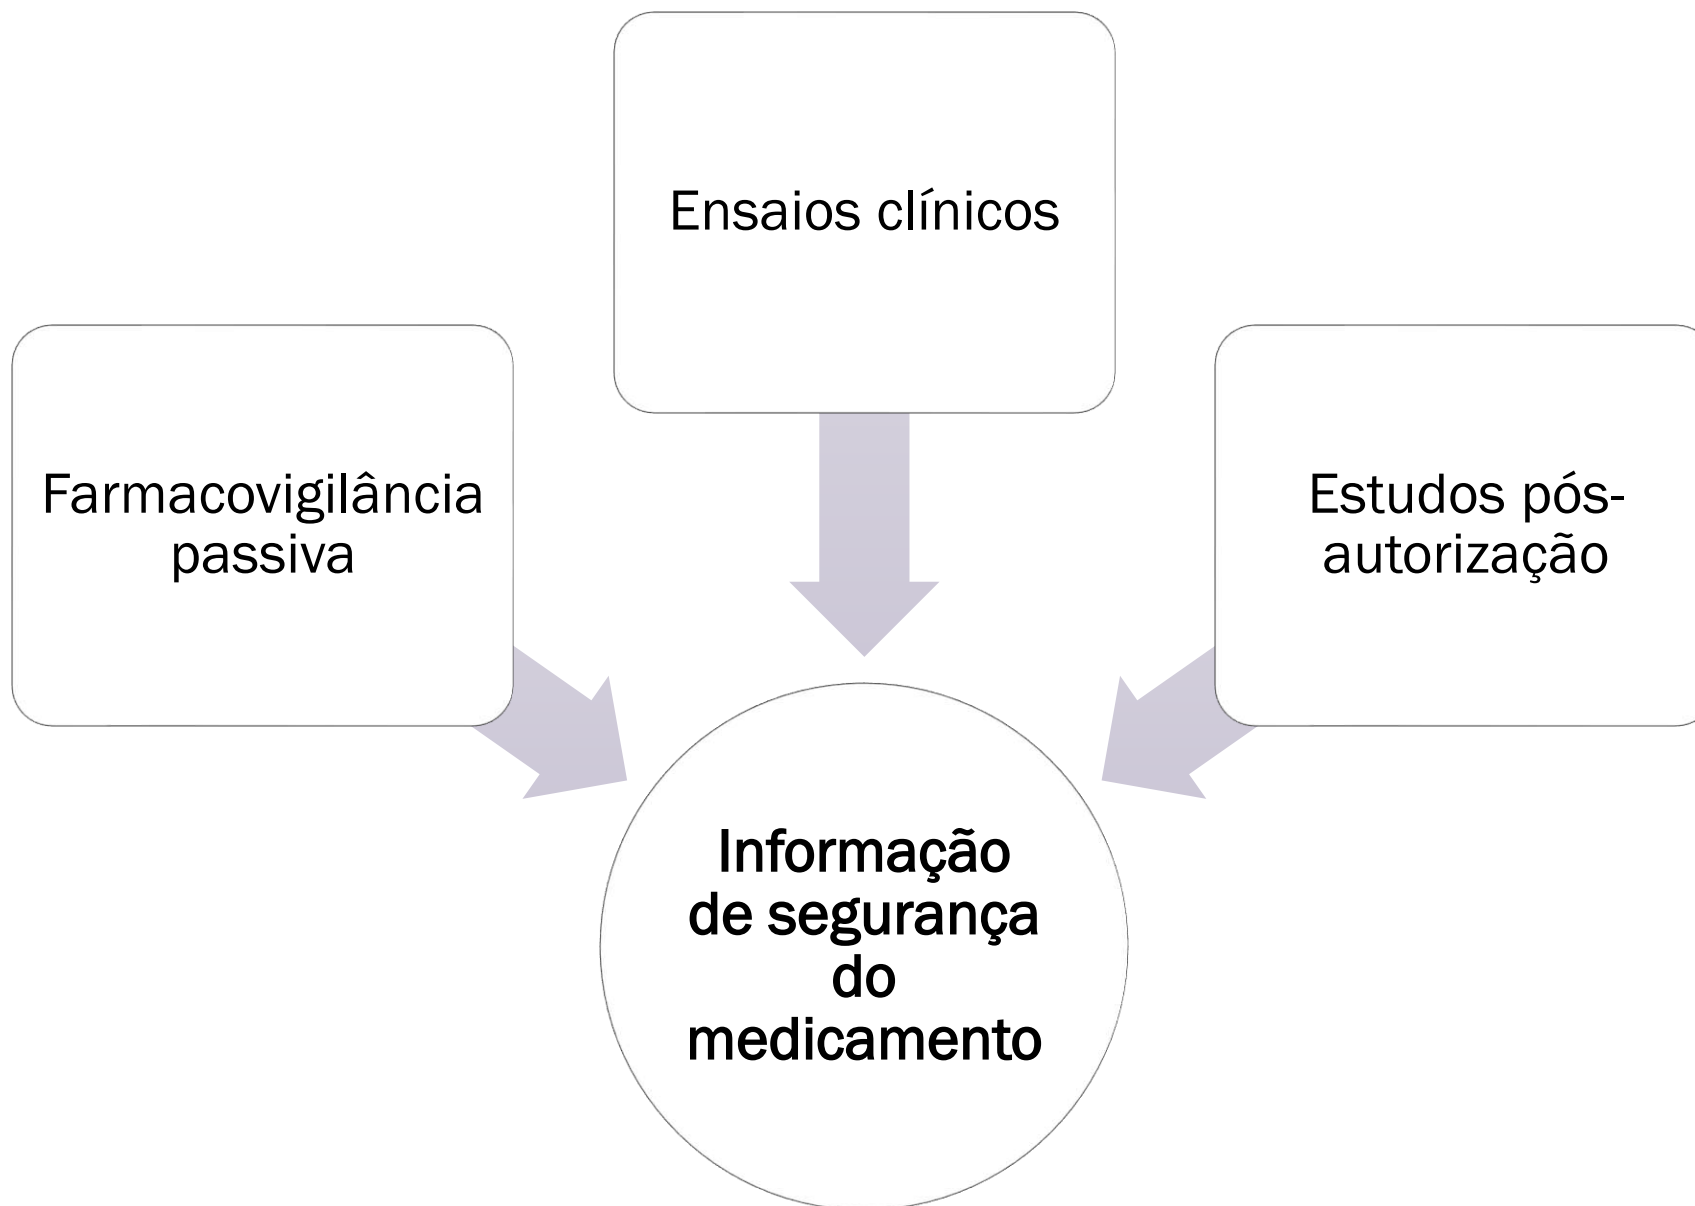 Ensaios clínicos
Farmacovigilância
passiva
Estudos pós-
autorização
Informação
de segurança
do
medicamento